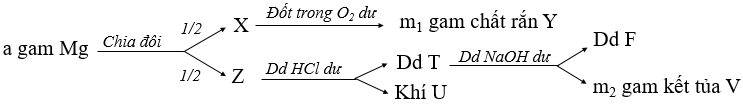 a gam Mg Chia đôi
1/2 X Đốt trong O₂ dư m₁ gam chất rắn Y
1/2 Z Dd HCl dư
Dd T Dd NaOH dư
Khí U
Dd F
m₂ gam kết tủa V